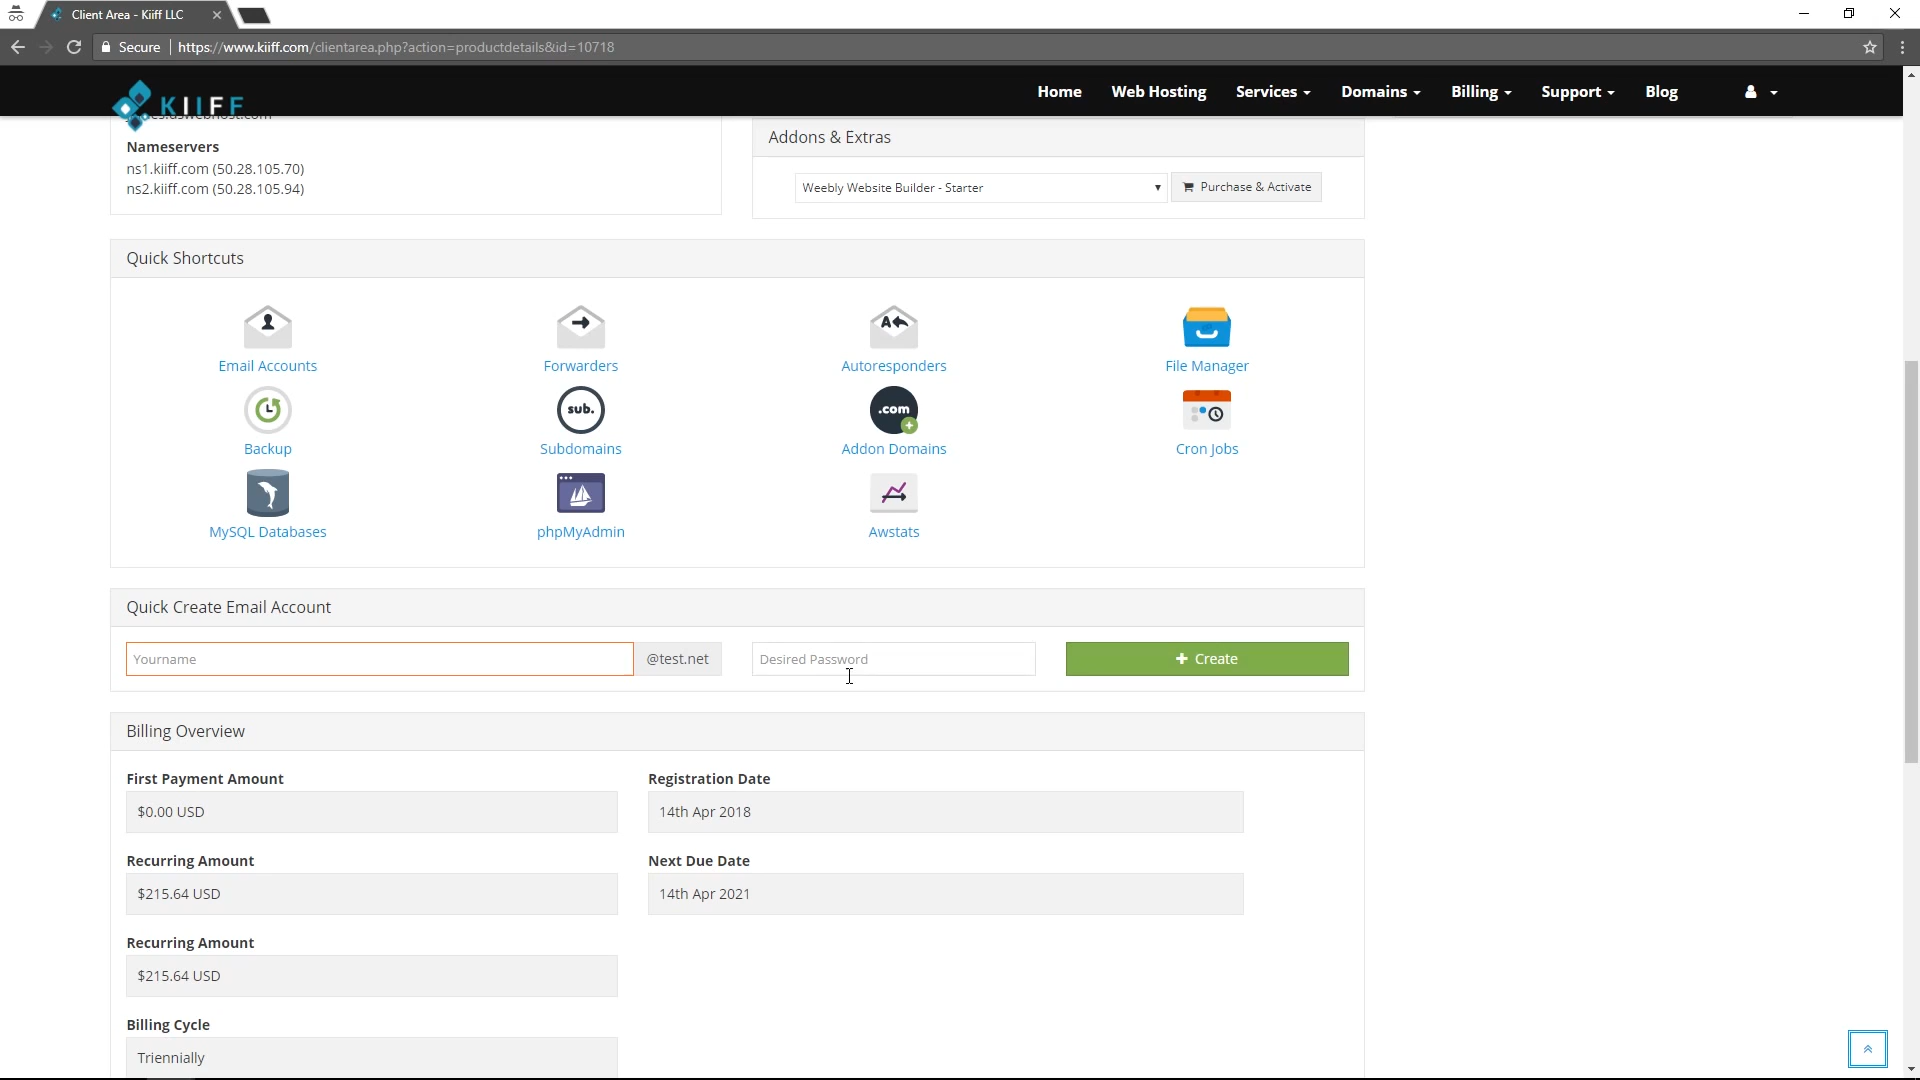 Client Area - Kiiff LLC
Secure https://www.kiiff.com/clientarea.php?action=productdetails&id=10718
KIIFF
Home Web Hosting Services Domains Billing Support Blog
Nameservers
ns1.kiiff.com (50.28.105.70)
ns2.kiiff.com (50.28.105.94)
Addons & Extras
Weebly Website Builder - Starter
Purchase & Activate
Quick Shortcuts
Email Accounts
Forwarders
A
Autoresponders
File Manager
Backup
sub.
Subdomains
.com
Addon Domains
Cron Jobs
MySQL Databases
phpMyAdmin
Awstats
Quick Create Email Account
Yourname
@test.net
Desired Password
Create
Billing Overview
First Payment Amount
$0.00 USD
Registration Date
14th Apr 2018
Recurring Amount
$215.64 USD
Next Due Date
14th Apr 2021
Recurring Amount
$215.64 USD
Billing Cycle
Triennially